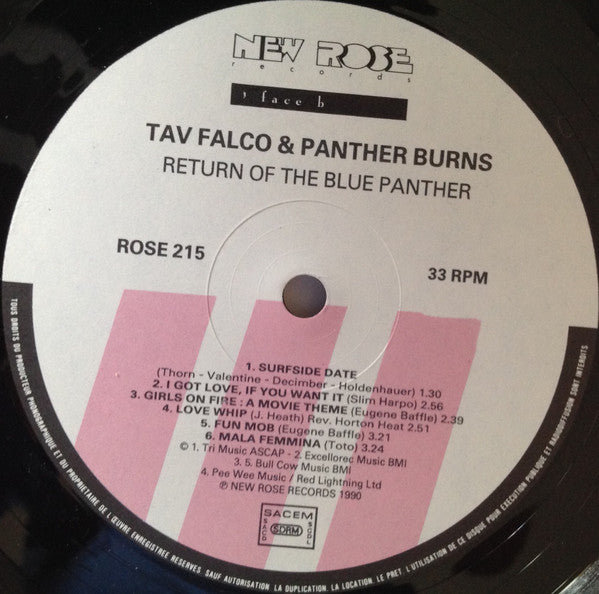 NEW ROSE
records
, face b
TAV FALCO & PANTHER BURNS
RETURN OF THE BLUE PANTHER
ROSE 215
33 RPM
1. SURFSIDE DATE
(Thorn - Valentine - Decimber - Holdenhauer) 1.30
2. I GOT LOVE, IF YOU WANT IT (Slim Harpo) 2.56
3. GIRLS ON FIRE : A MOVIE THEME (Eugene Baffle) 2.39
4. LOVE WHIP (J. Heath) Rev. Horton Heat 2.51
5. FUN MOB (Eugene Baffle) 3.21
6. MALA FEMMINA (Toto) 3.24
© 1. Tri Music ASCAP - 2. Excellorec Music BMI
3. 5. Bull Cow Music BMI
4. Pee Wee Music / Red Lightning Ltd
℗ NEW ROSE RECORDS 1990
SACEM
SACD
SDRM
SGDL
TOUS DROITS DU PRODUCTEUR PHONOGRAPHIQUE ET DU PROPRIETAIRE DE L'ŒUVRE ENREGISTREE RESERVES. SAUF AUTORISATION. LA DUPLICATION. LA LOCATION. LE PRET. L'UTILISATION DE CE DISQUE POUR EXECUTION PUBLIQUE ET RADIODIFFUSION SONT INTERDITS